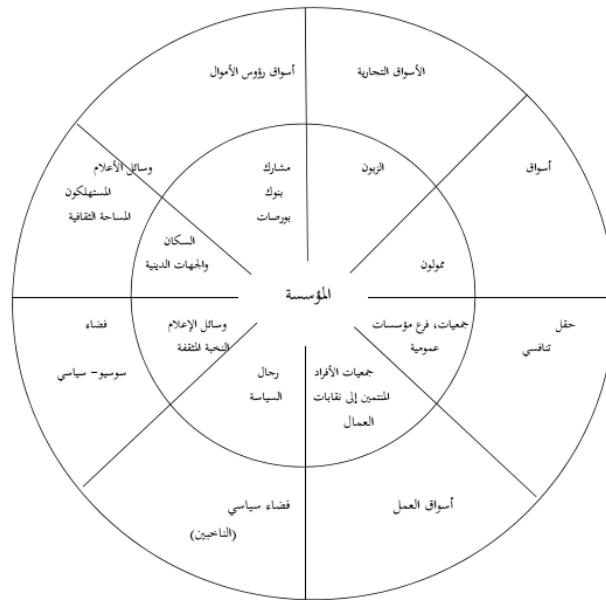 الأسواق التجارية
أسواق رؤوس الأموال
أسواق
الزبون
مشارك
بنوك
بورصات
وسائل الأعلام
المستهلكون
المساحة الثقافية
السكان
والجهات الدينية
ممولون
المؤسسة
حقل
تنافسي
جمعيات، فرع مؤسسات
عمومية
وسائل الإعلام
النخبة المثقفة
فضاء
سوسيو- سياسي
جمعيات الأفراد
المنتمين إلى نقابات
العمال
رجال
السياسة
أسواق العمل
فضاء سياسي
(الناخبين)